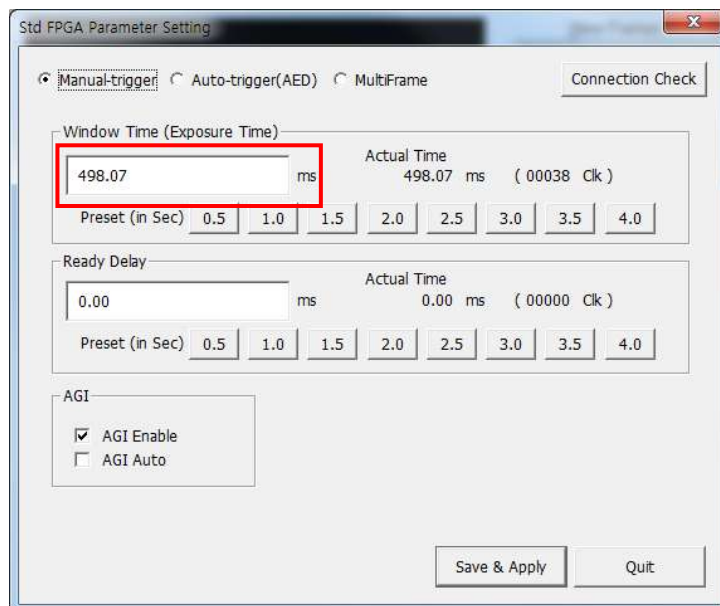 Std FPGA Parameter Setting
Manual-trigger Auto-trigger(AED) MultiFrame Connection Check
Window Time (Exposure Time)
Actual Time
498.07 ms 498.07 ms ( 00038 Clk )
Preset (in Sec) 0.5 1.0 1.5 2.0 2.5 3.0 3.5 4.0
Ready Delay
Actual Time
0.00 ms 0.00 ms ( 00000 Clk )
Preset (in Sec) 0.5 1.0 1.5 2.0 2.5 3.0 3.5 4.0
AGI
AGI Enable
AGI Auto
Save & Apply Quit